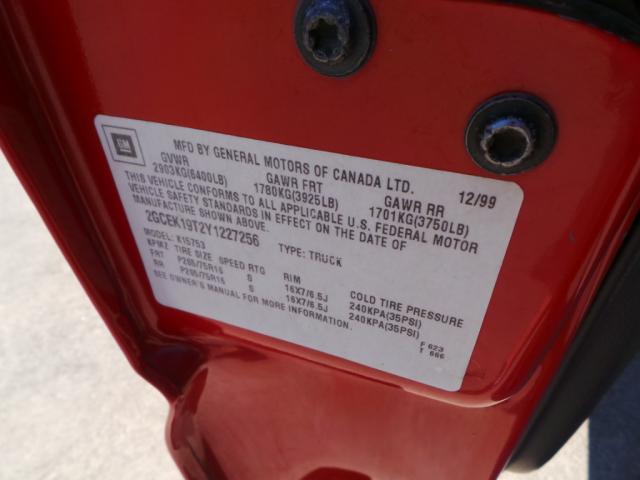 GM
MFD BY GENERAL MOTORS OF CANADA LTD.
12/99
GVWR GAWR FRT GAWR RR
2903KG(6400LB) 1780KG(3925LB) 1701KG(3750LB)
THIS VEHICLE CONFORMS TO ALL APPLICABLE U.S. FEDERAL MOTOR
VEHICLE SAFETY STANDARDS IN EFFECT ON THE DATE OF
MANUFACTURE SHOWN ABOVE.
2GCEK19T2Y1227256 TYPE: TRUCK
MODEL: K15753
KPMZ TIRE SIZE SPEED RTG RIM COLD TIRE PRESSURE
FRT P265/75R16 S 16X7/6.5J 240KPA(35PSI)
RR P265/75R16 S 16X7/6.5J 240KPA(35PSI)
SEE OWNER'S MANUAL FOR MORE INFORMATION.
F 623
T 666